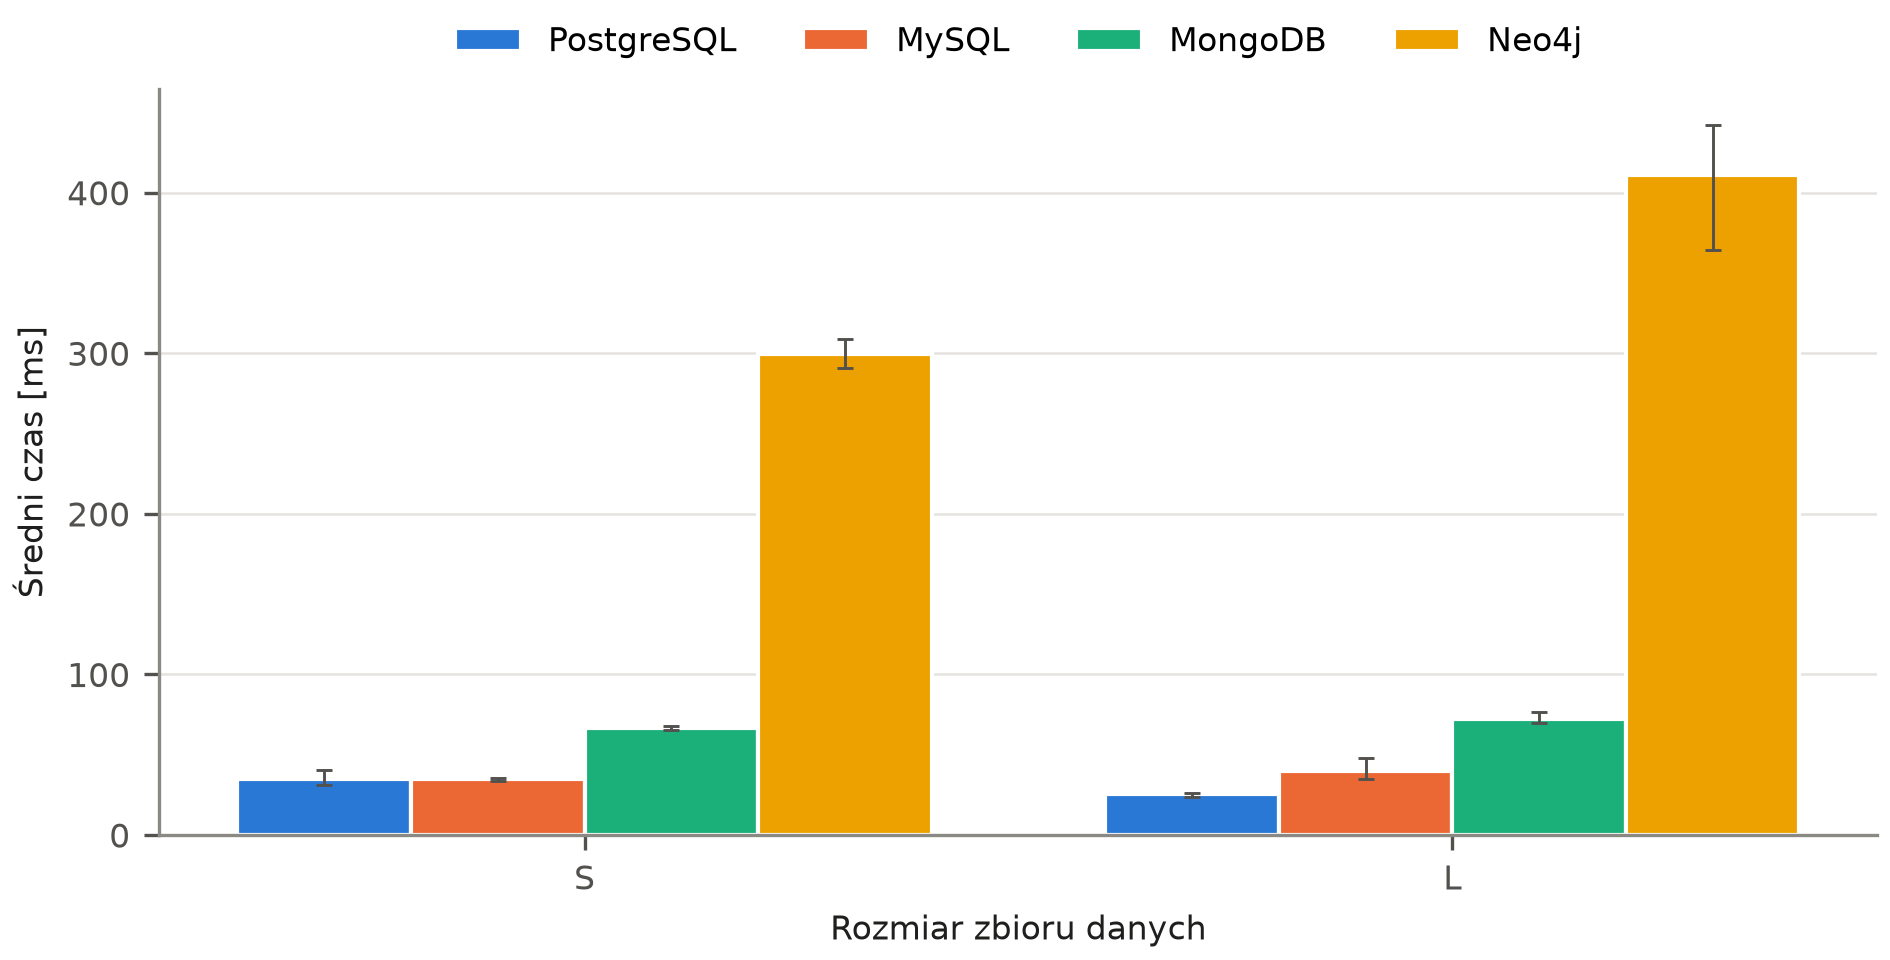 PostgreSQL MySQL MongoDB Neo4j
Średni czas [ms]
400
300
200
100
0
S L
Rozmiar zbioru danych